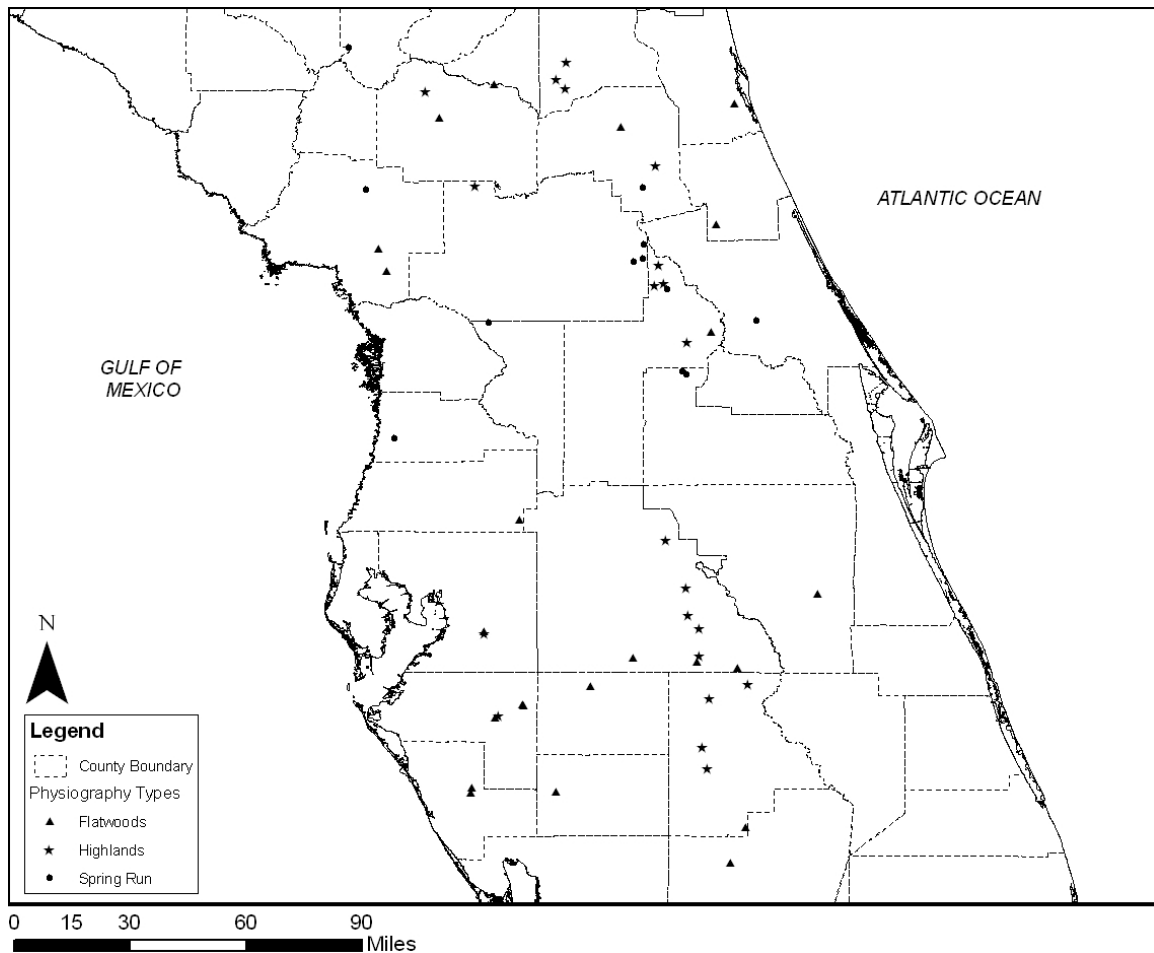 ATLANTIC OCEAN
GULF OF
MEXICO
N
Legend
County Boundary
Physiography Types
Flatwoods
Highlands
Spring Run
0 15 30 60 90
Miles